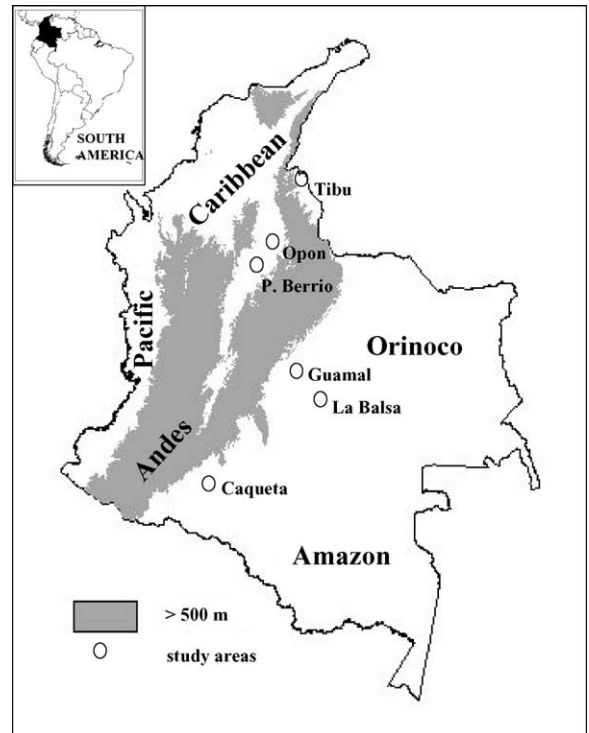 SOUTH
AMERICA
Caribbean
Tibu
Opon
P. Berrio
Pacific
Orinoco
Guamal
La Balsa
Andes
Caqueta
Amazon
> 500 m
study areas